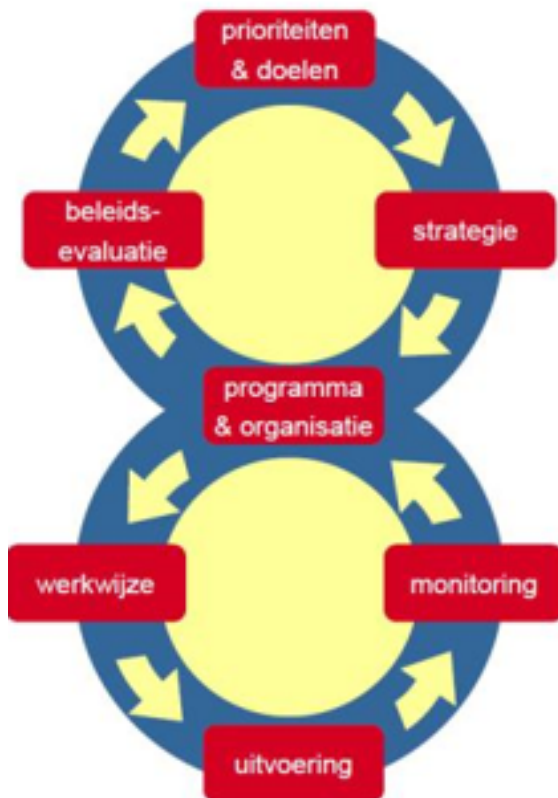 prioriteiten
& doelen
beleids-
evaluatie
strategie
programma
& organisatie
werkwijze
monitoring
uitvoering